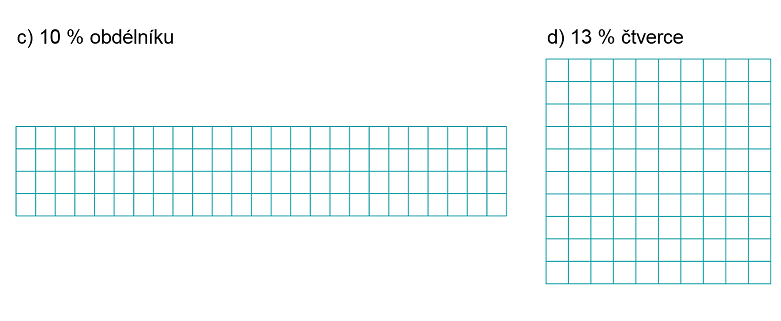 c) 10 % obdélníku
d) 13 % čtverce